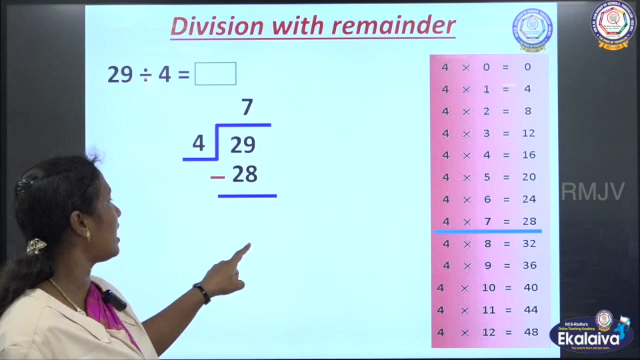 Division with remainder
29 ÷ 4 =
7
4 29
– 28
4 × 0 = 0
4 × 1 = 4
4 × 2 = 8
4 × 3 = 12
4 × 4 = 16
4 × 5 = 20
4 × 6 = 24
4 × 7 = 28
4 × 8 = 32
4 × 9 = 36
4 × 10 = 40
4 × 11 = 44
4 × 12 = 48
RMJV
Ekalaiva